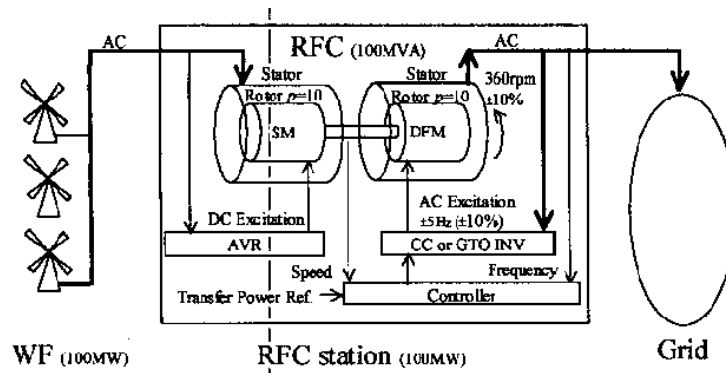 AC
RFC (100MVA)
AC
Stator
Stator
360rpm
±10%
Rotor p=10
Rotor p=10
SM
DFM
DC Excitation
AC Excitation
±5Hz (±10%)
AVR
CC or GTO INV
Speed
Frequency
Transfer Power Ref.
Controller
WF (100MW)
RFC station (100MW)
Grid